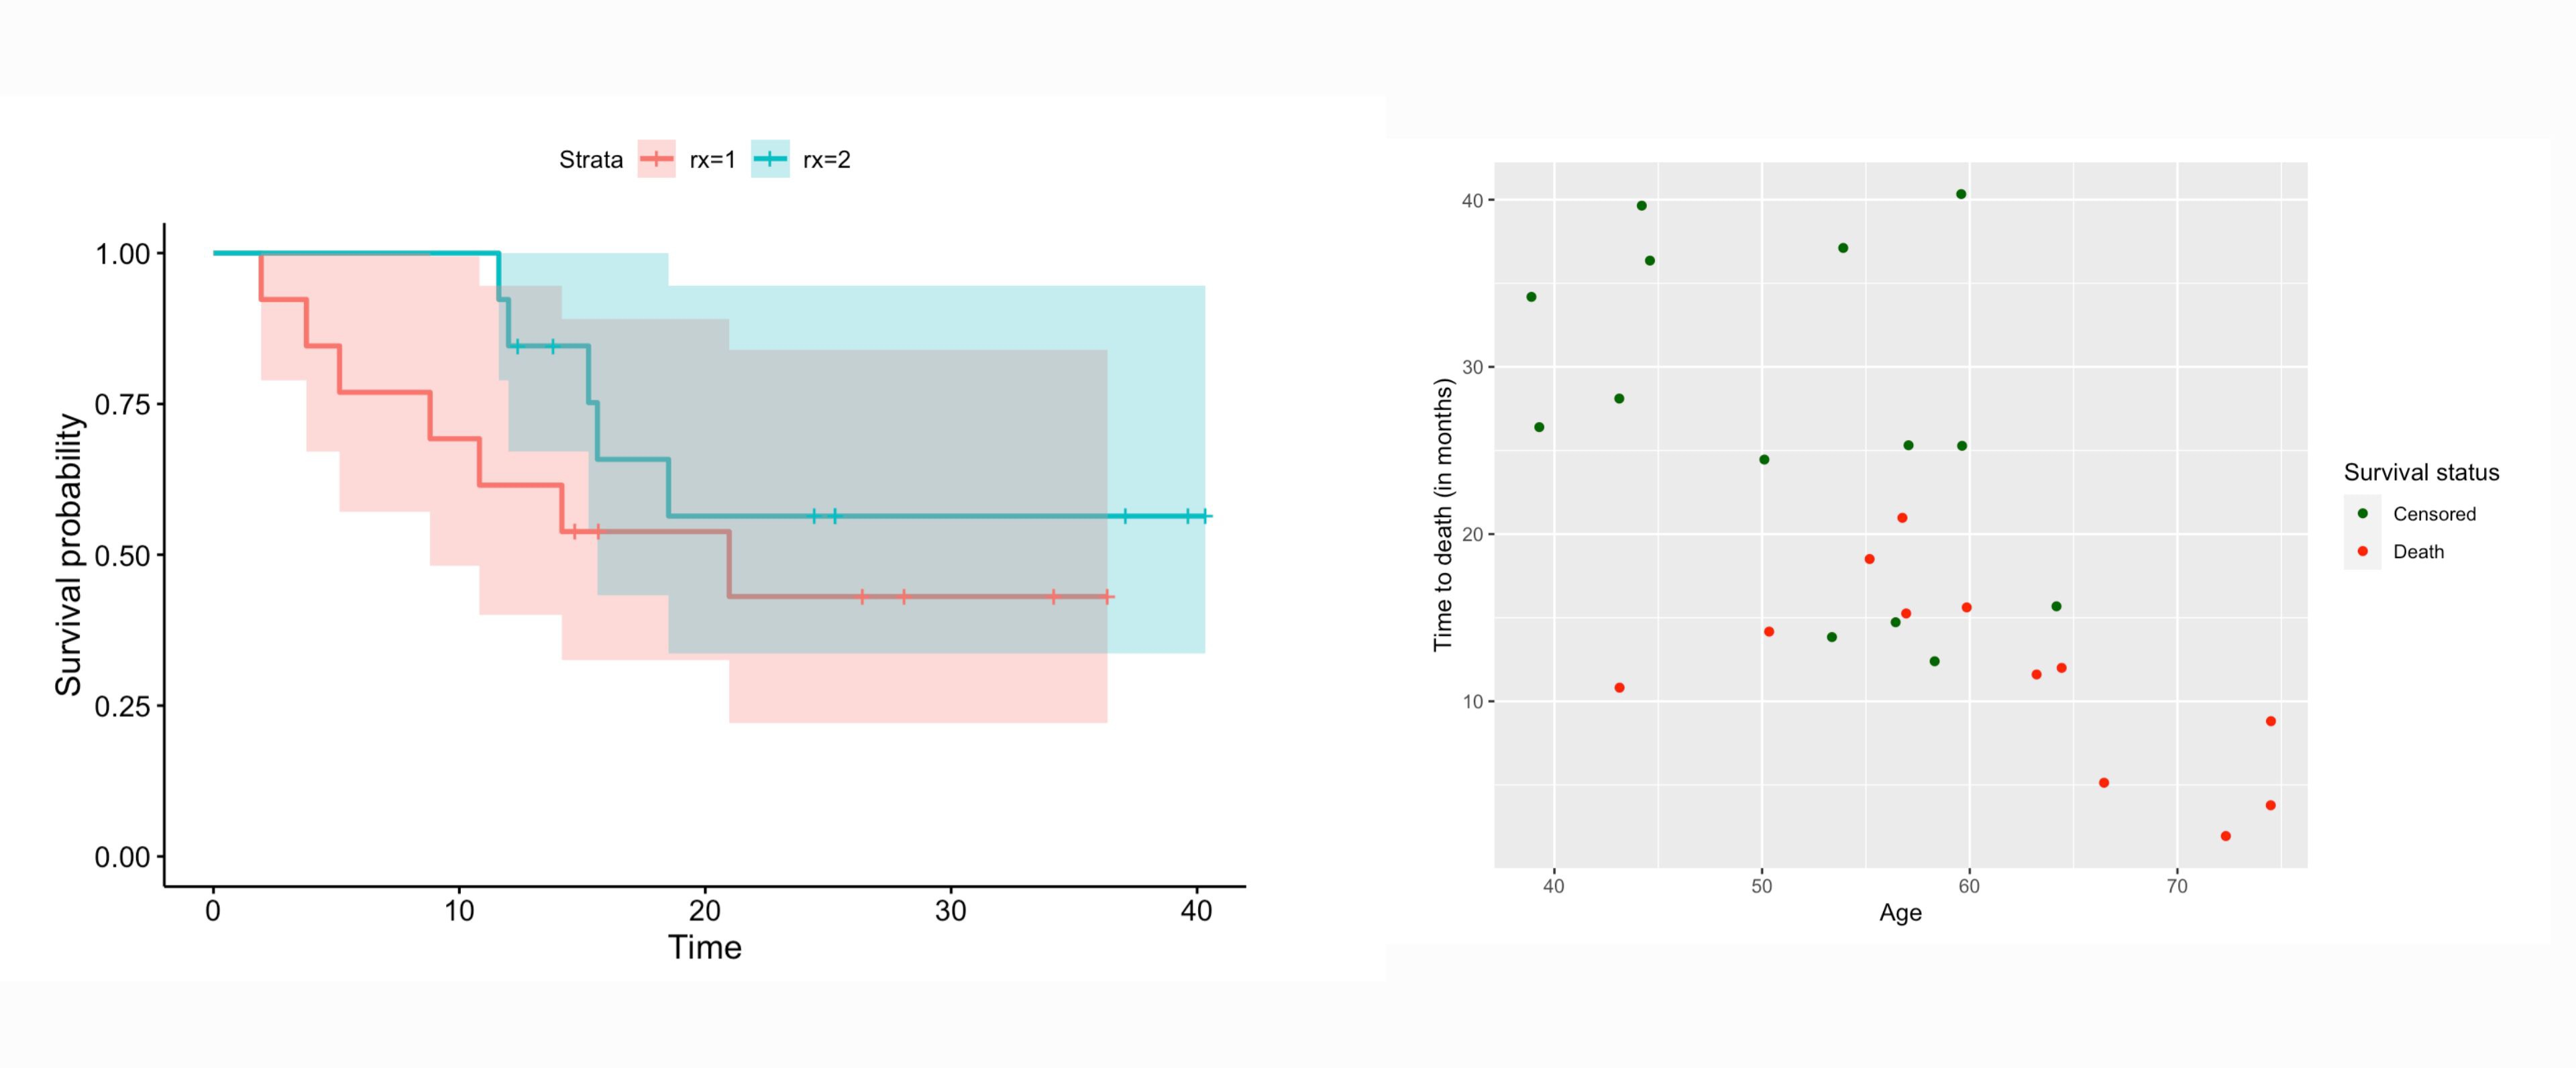 Strata rx=1 rx=2
Survival probability
1.00
0.75
0.50
0.25
0.00
0 10 20 30 40
Time
Time to death (in months)
40
30
20
10
40 50 60 70
Age
Survival status
Censored
Death